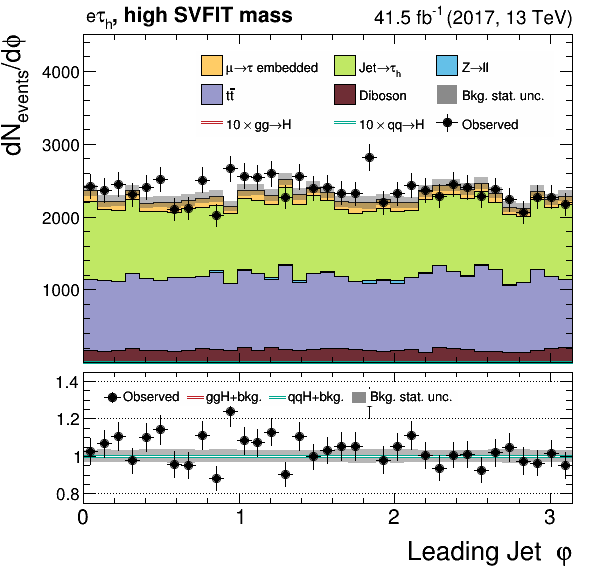 eτh, high SVFIT mass 41.5 fb⁻¹ (2017, 13 TeV)
dNevents/dφ
4000
3000
2000
1000
μ→τ embedded Jet→τh Z→ll
tt̄ Diboson Bkg. stat. unc.
10 × gg→H 10 × qq→H Observed
1.4
1.2
1
0.8
Observed ggH+bkg. qqH+bkg. Bkg. stat. unc.
0 1 2 3
Leading Jet φ